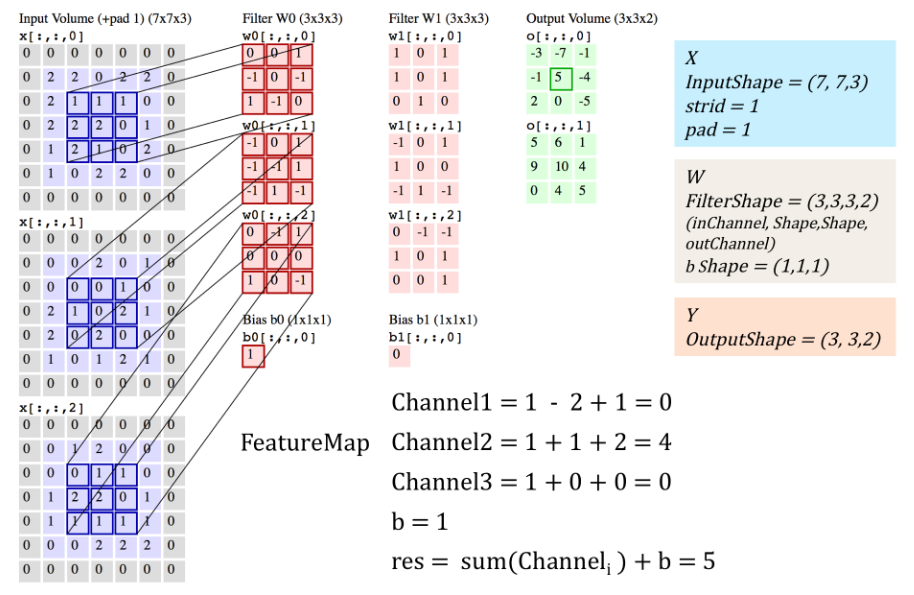 Input Volume (+pad 1) (7x7x3)
x[:,:,0]
0 0 0 0 0 0 0
0 2 2 0 2 2 0
0 2 1 1 1 0 0
0 2 2 2 0 1 0
0 1 2 1 0 2 0
0 1 0 2 2 0 0
0 0 0 0 0 0 0
x[:,:,1]
0 0 0 0 0 0 0
0 0 0 2 0 1 0
0 0 0 0 1 0 0
0 2 1 0 2 1 0
0 2 0 2 0 0 0
0 1 0 1 2 1 0
0 0 0 0 0 0 0
x[:,:,2]
0 0 0 0 0 0 0
0 0 1 2 0 0 0
0 0 0 1 1 0 0
0 1 2 2 0 1 0
0 1 1 1 1 1 0
0 0 0 2 2 2 0
0 0 0 0 0 0 0
Filter W0 (3x3x3)
w0[:,:,0]
0 0 1
-1 0 -1
1 -1 0
w0[:,:,1]
-1 0 1
-1 -1 1
-1 1 -1
w0[:,:,2]
0 -1 1
0 0 0
1 0 -1
Bias b0 (1x1x1)
b0[:,:,0]
1
Filter W1 (3x3x3)
w1[:,:,0]
1 0 1
1 0 1
0 1 0
w1[:,:,1]
-1 0 1
1 0 0
-1 1 -1
w1[:,:,2]
0 -1 -1
1 0 1
0 0 1
Bias b1 (1x1x1)
b1[:,:,0]
0
Output Volume (3x3x2)
o[:,:,0]
-3 -7 -1
-1 5 -4
2 0 -5
o[:,:,1]
5 6 1
9 10 4
0 4 5
X
InputShape = (7, 7,3)
strid = 1
pad = 1
W
FilterShape = (3,3,3,2)
(inChannel, Shape,Shape,
outChannel)
b Shape = (1,1,1)
Y
OutputShape = (3, 3,2)
FeatureMap
Channel1 = 1 - 2 + 1 = 0
Channel2 = 1 + 1 + 2 = 4
Channel3 = 1 + 0 + 0 = 0
b = 1
res = sum(Channelᵢ) + b = 5